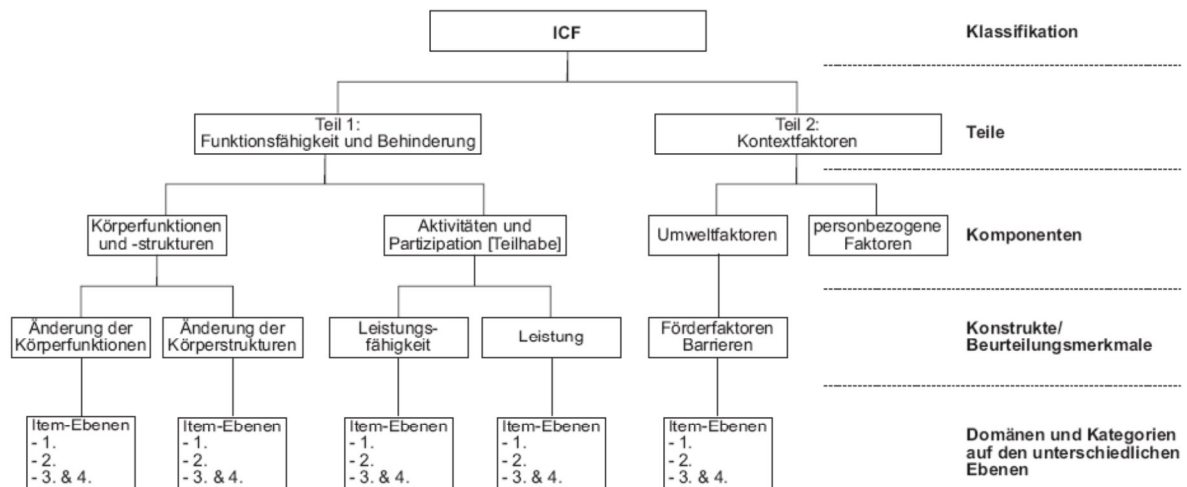 ICF
Klassifikation
Teil 1:
Funktionsfähigkeit und Behinderung
Teil 2:
Kontextfaktoren
Teile
Körperfunktionen
und -strukturen
Aktivitäten und
Partizipation [Teilhabe]
Umweltfaktoren
personbezogene
Faktoren
Komponenten
Änderung der
Körperfunktionen
Änderung der
Körperstrukturen
Leistungs-
fähigkeit
Leistung
Förderfaktoren
Barrieren
Konstrukte/
Beurteilungsmerkmale
Item-Ebenen
- 1.
- 2.
- 3. & 4.
Item-Ebenen
- 1.
- 2.
- 3. & 4.
Item-Ebenen
- 1.
- 2.
- 3. & 4.
Item-Ebenen
- 1.
- 2.
- 3. & 4.
Item-Ebenen
- 1.
- 2.
- 3. & 4.
Domänen und Kategorien
auf den unterschiedlichen
Ebenen